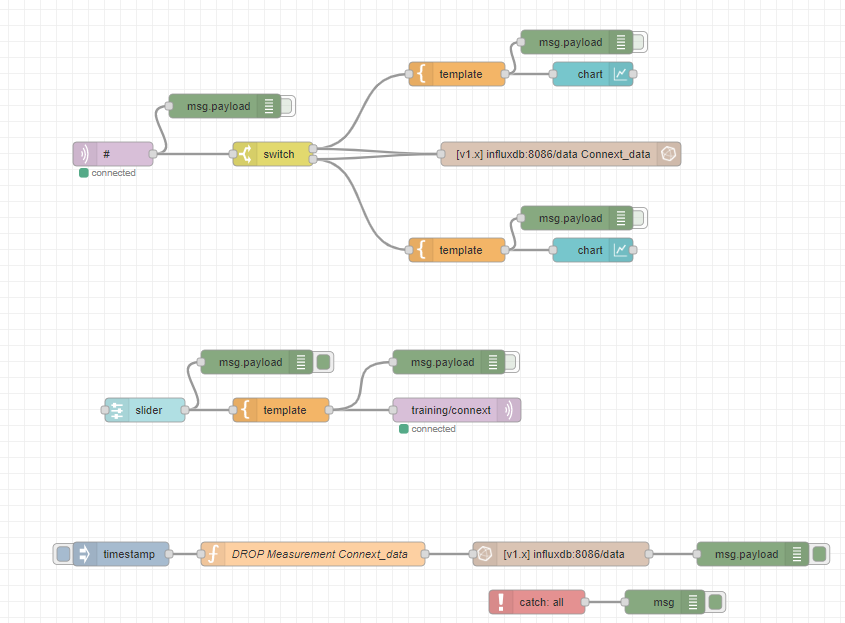 msg.payload
template
chart
msg.payload
#
connected
switch
[v1.x] influxdb:8086/data Connext_data
msg.payload
template
chart
msg.payload
msg.payload
slider
template
training/connext
connected
timestamp
DROP Measurement Connext_data
[v1.x] influxdb:8086/data
msg.payload
catch: all
msg